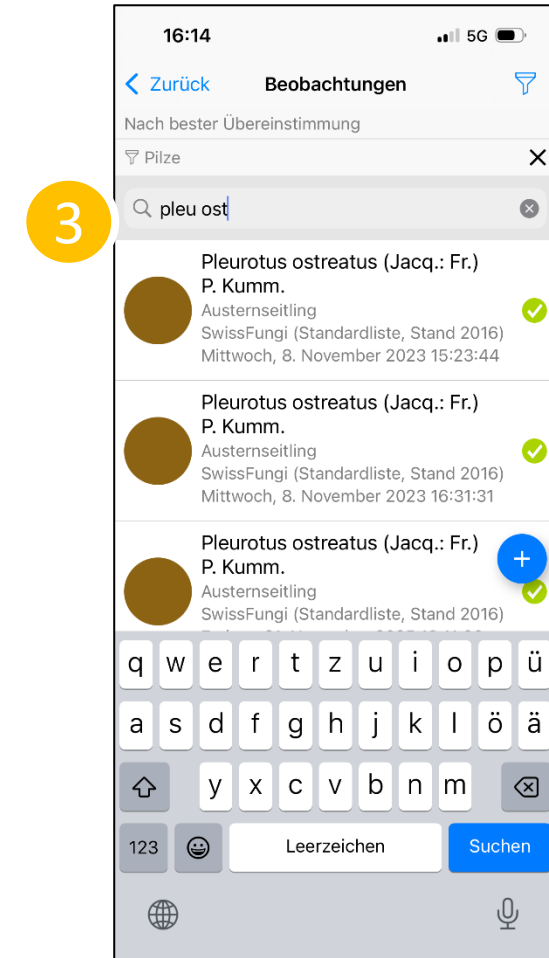 16:14
5G
Zurück
Beobachtungen
Nach bester Übereinstimmung
Pilze
3
pleu ost
Pleurotus ostreatus (Jacq.: Fr.)
P. Kumm.
Austernseitling
SwissFungi (Standardliste, Stand 2016)
Mittwoch, 8. November 2023 15:23:44
Pleurotus ostreatus (Jacq.: Fr.)
P. Kumm.
Austernseitling
SwissFungi (Standardliste, Stand 2016)
Mittwoch, 8. November 2023 16:31:31
Pleurotus ostreatus (Jacq.: Fr.)
P. Kumm.
Austernseitling
SwissFungi (Standardliste, Stand 2016)
q w e r t z u i o p ü
a s d f g h j k l ö ä
y x c v b n m
123 Leerzeichen Suchen